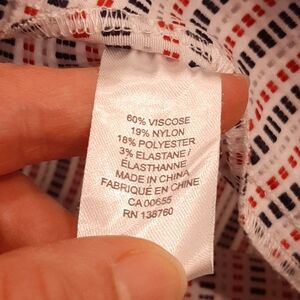 60% VISCOSE
19% NYLON
18% POLYESTER
3% ELASTANE /
ÉLASTHANNE
MADE IN CHINA
FABRIQUÉ EN CHINE
CA 00655
RN 138760